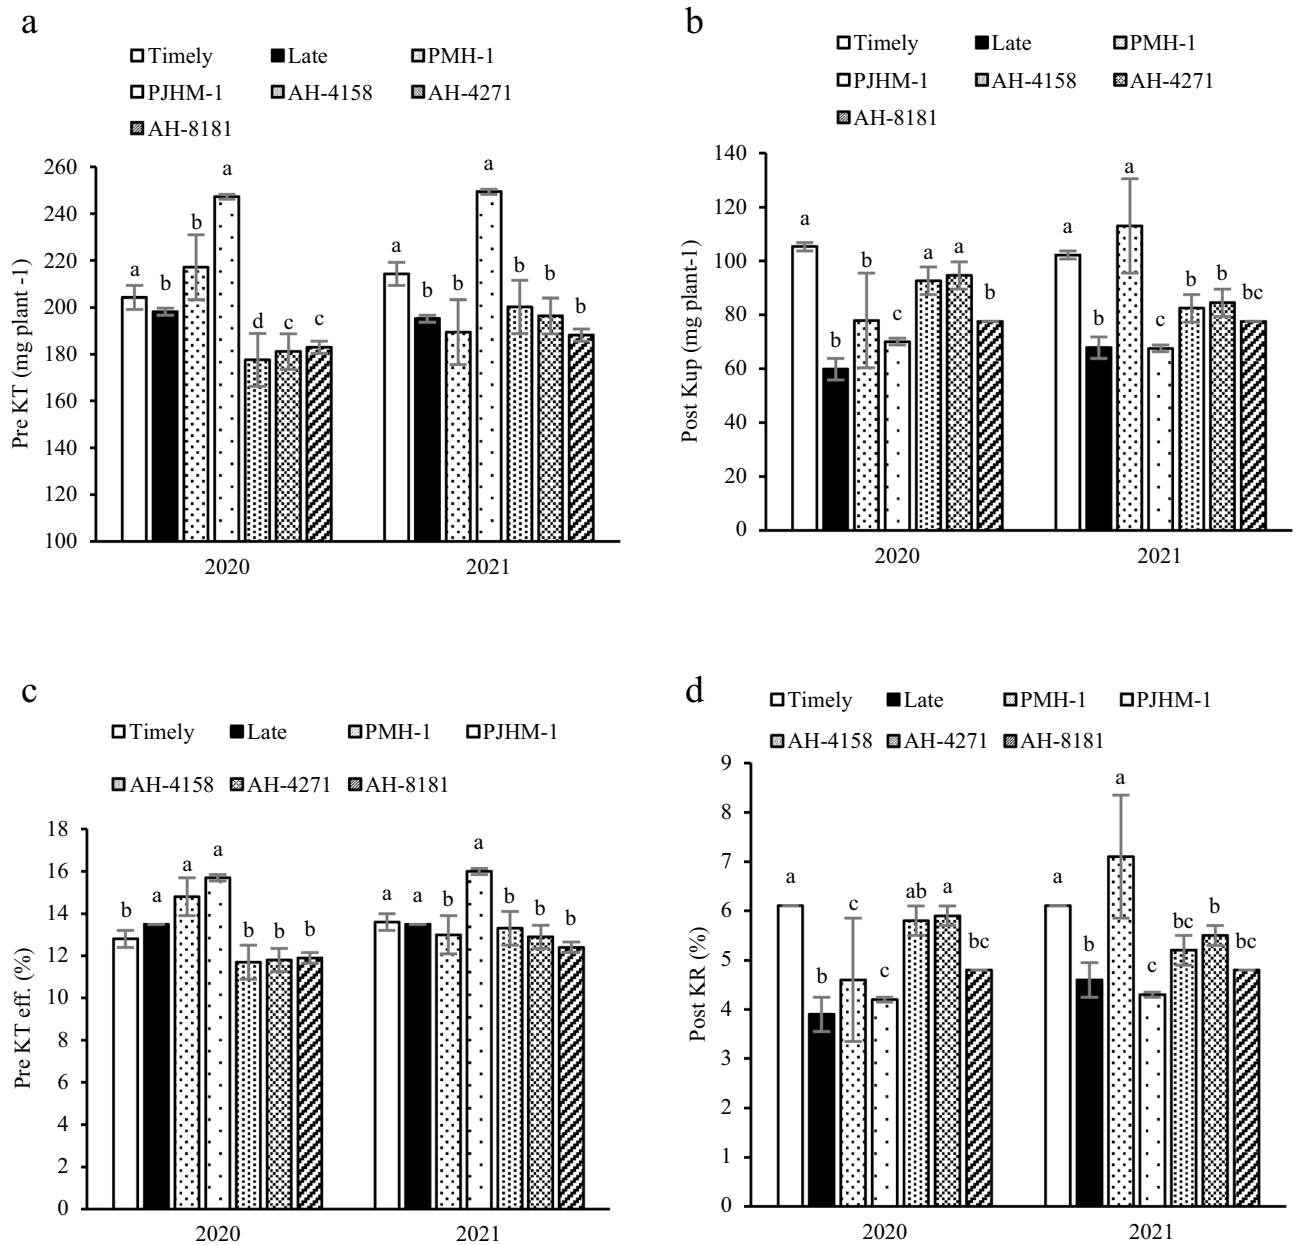 a
Timely Late PMH-1
PJHM-1 AH-4158 AH-4271
AH-8181
Pre KT (mg plant -1)
260
240
220
200
180
160
140
120
100
a b b a d c c
a b b a b b b
2020 2021
b
Timely Late PMH-1
PJHM-1 AH-4158 AH-4271
AH-8181
Post Kup (mg plant-1)
140
120
100
80
60
40
20
0
a b b c a a b
a b a c b b bc
2020 2021
c
Timely Late PMH-1 PJHM-1
AH-4158 AH-4271 AH-8181
Pre KT eff. (%)
18
16
14
12
10
8
6
4
2
0
b a a a b b b
a a b a b b b
2020 2021
d
Timely Late PMH-1 PJHM-1
AH-4158 AH-4271 AH-8181
Post KR (%)
9
8
7
6
5
4
3
2
1
0
a b c c ab a bc
a b a c bc b bc
2020 2021